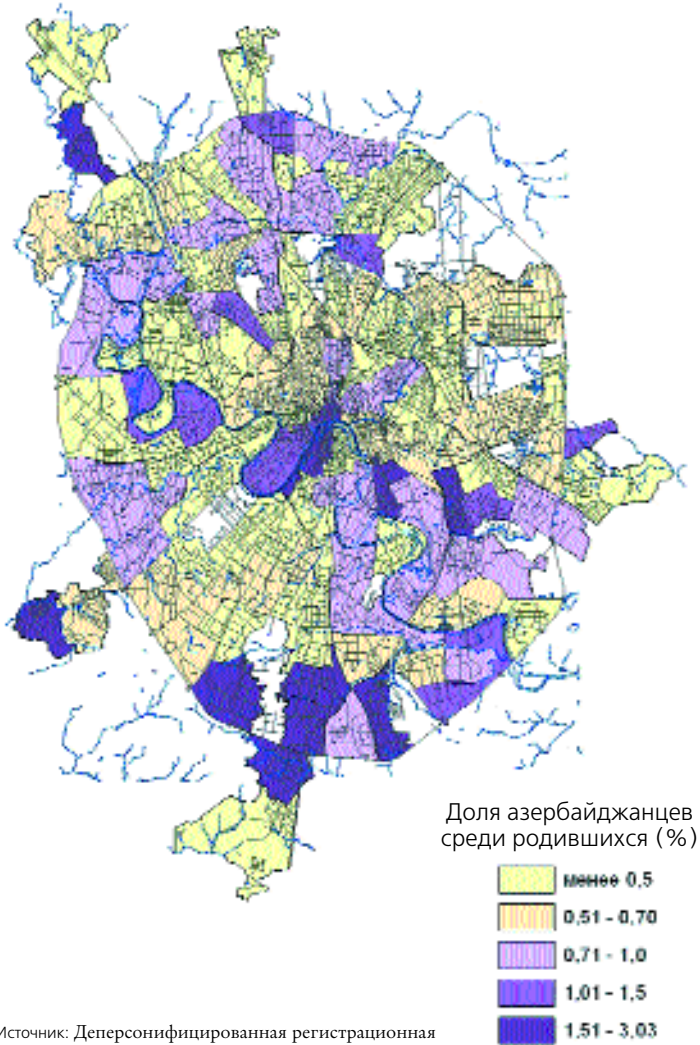 Доля азербайджанцев
среди родившихся (%)
менее 0,5
0,51 - 0,70
0,71 - 1,0
1,01 - 1,5
1,51 - 3,03
Источник: Деперсонифицированная регистрационная